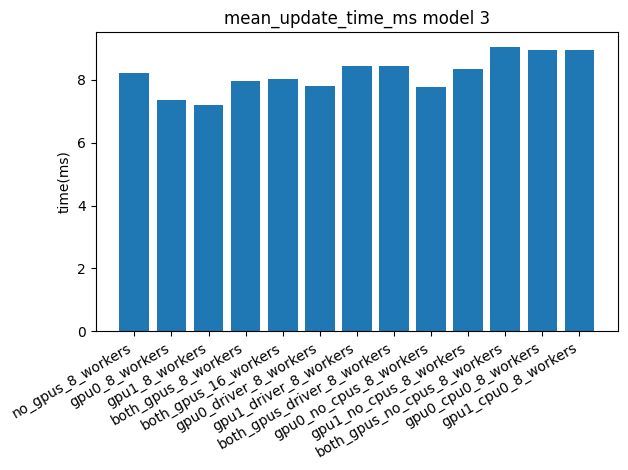 mean_update_time_ms model 3
time(ms)
8
6
4
2
0
no_gpus_8_workers
gpu0_8_workers
gpu1_8_workers
both_gpus_8_workers
both_gpus_16_workers
gpu0_driver_8_workers
gpu1_driver_8_workers
both_gpus_driver_8_workers
gpu0_no_cpus_8_workers
gpu1_no_cpus_8_workers
both_gpus_no_cpus_8_workers
gpu0_cpu0_8_workers
gpu1_cpu0_8_workers